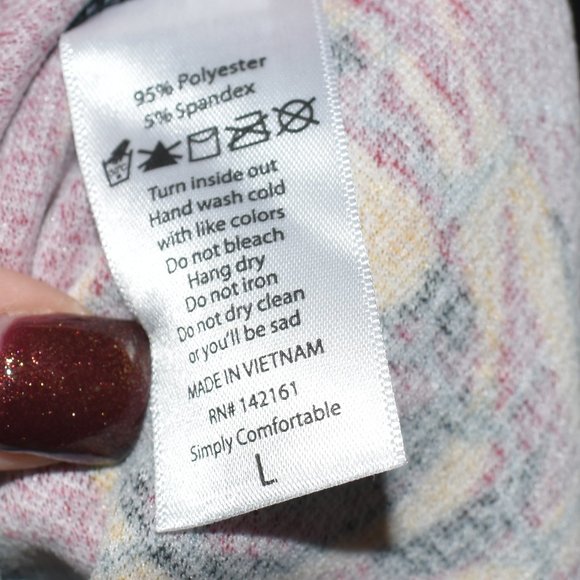 95% Polyester
5% Spandex
Turn inside out
Hand wash cold
with like colors
Do not bleach
Hang dry
Do not iron
Do not dry clean
or you'll be sad
MADE IN VIETNAM
RN# 142161
Simply Comfortable
L